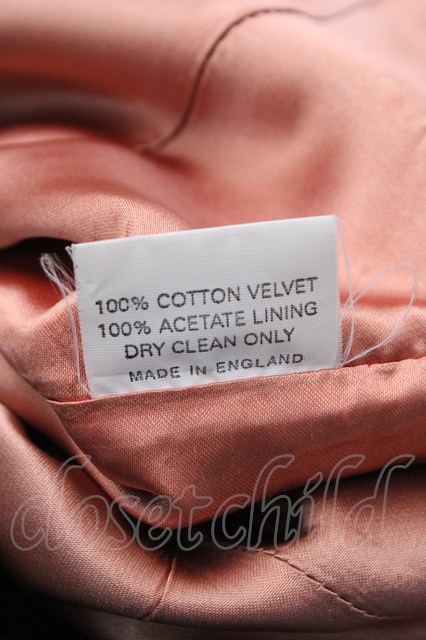 100% COTTON VELVET
100% ACETATE LINING
DRY CLEAN ONLY
MADE IN ENGLAND
closetchild